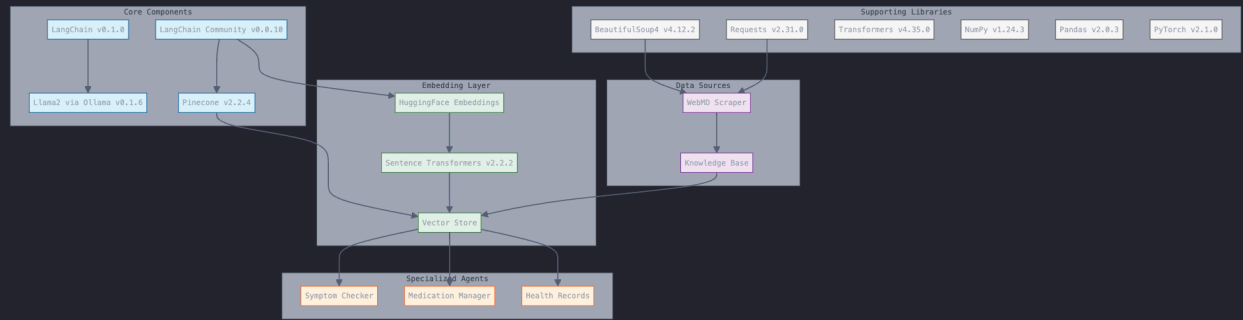 Core Components
LangChain v0.1.0
LangChain Community v0.0.10
Llama2 via Ollama v0.1.6
Pinecone v2.2.4
Supporting Libraries
BeautifulSoup4 v4.12.2
Requests v2.31.0
Transformers v4.35.0
NumPy v1.24.3
Pandas v2.0.3
PyTorch v2.1.0
Embedding Layer
HuggingFace Embeddings
Sentence Transformers v2.2.2
Vector Store
Data Sources
WebMD Scraper
Knowledge Base
Specialized Agents
Symptom Checker
Medication Manager
Health Records